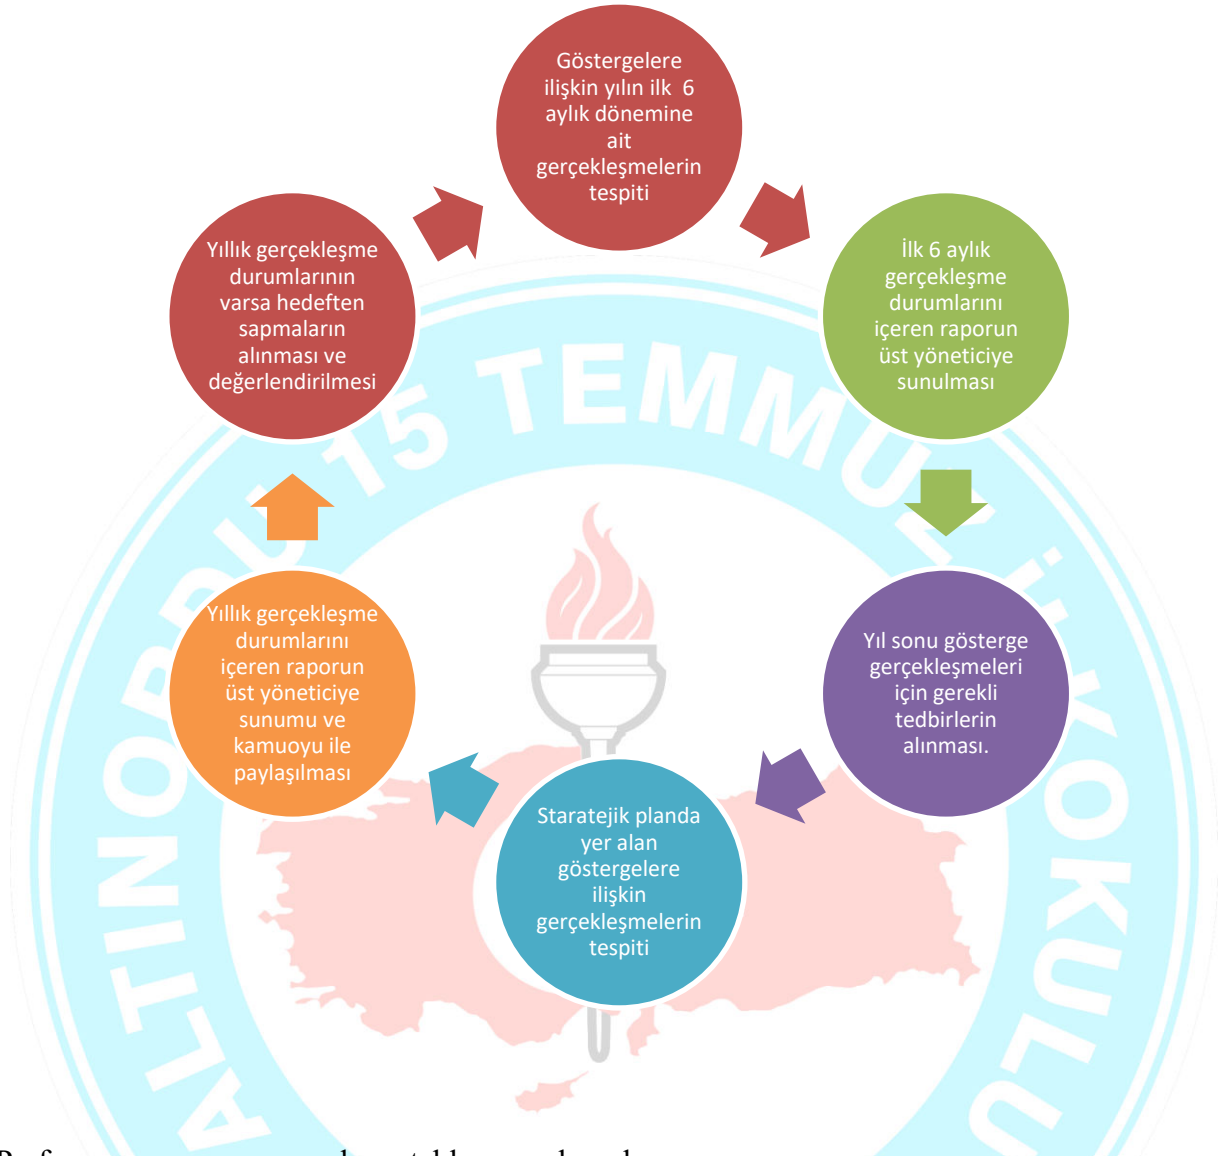 Göstergelere
ilişkin yılın ilk 6
aylık dönemine
ait
gerçekleşmelerin
tespiti
İlk 6 aylık
gerçekleşme
durumlarını
içeren raporun
üst yöneticiye
sunulması
Yıl sonu gösterge
gerçekleşmeleri
için gerekli
tedbirlerin
alınması.
Staratejik planda
yer alan
göstergelere
ilişkin
gerçekleşmelerin
tespiti
Yıllık gerçekleşme
durumlarını
içeren raporun
üst yöneticiye
sunumu ve
kamuoyu ile
paylaşılması
Yıllık gerçekleşme
durumlarının
varsa hedeften
sapmaların
alınması ve
değerlendirilmesi
ALTINORDU 15 TEMMUZ İLKOKULU